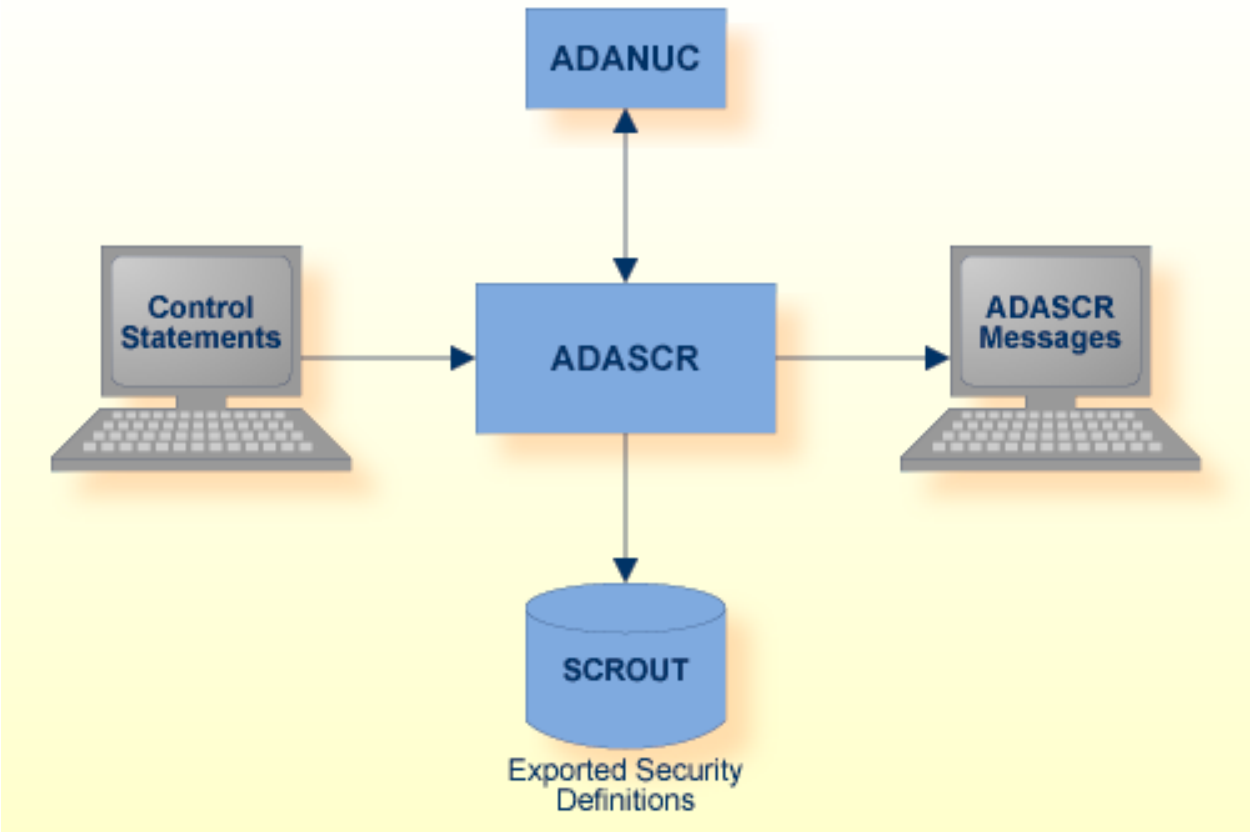 ADANUC
Control
Statements
ADASCR
ADASCR
Messages
SCROUT
Exported Security
Definitions